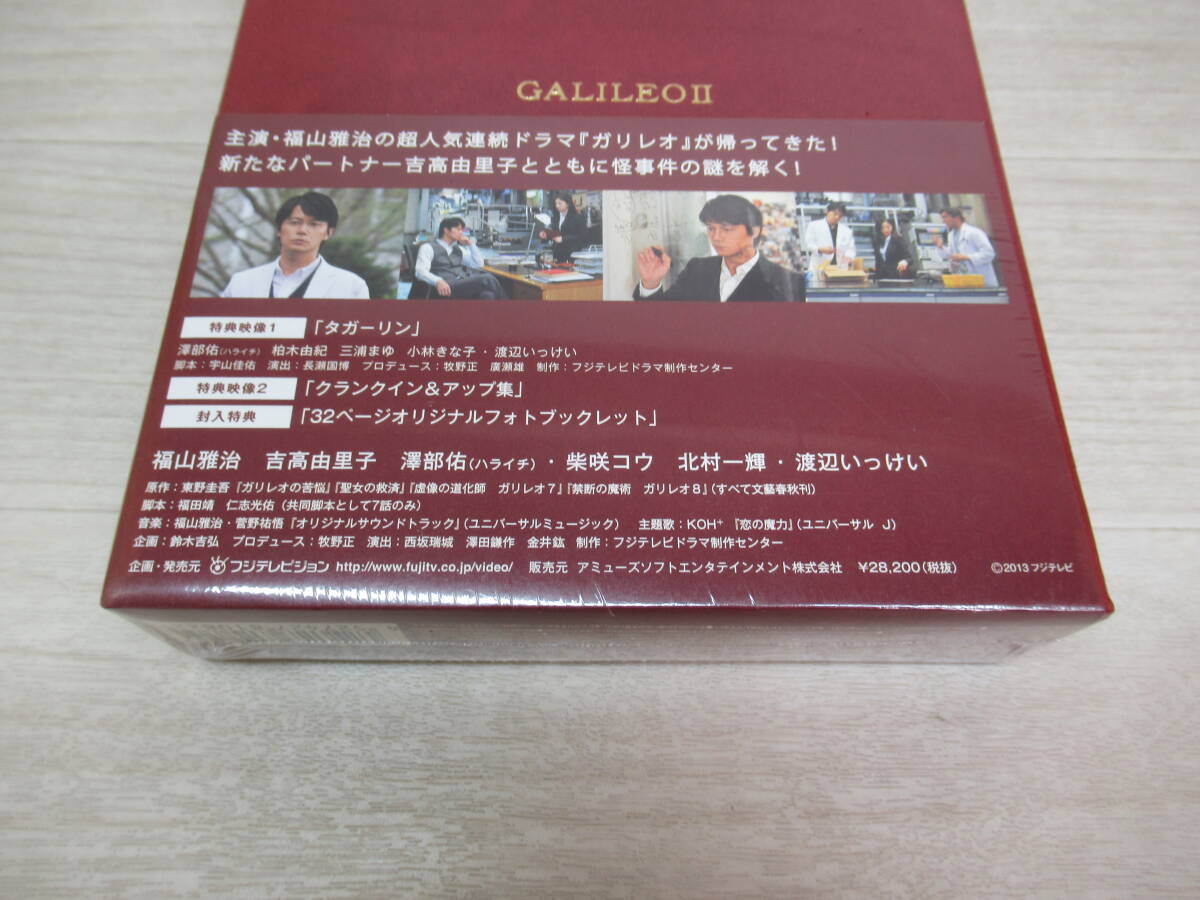 GALILEO II
主演・福山雅治の超人気連続ドラマ『ガリレオ』が帰ってきた！
新たなパートナー吉高由里子とともに怪事件の謎を解く！
特典映像1 「タガーリン」
澤部佑(ハライチ) 柏木由紀 三浦まゆ 小林きな子・渡辺いっけい
脚本：宇山佳佑 演出：長瀬国博 プロデュース：牧野正 廣瀬雄 制作：フジテレビドラマ制作センター
特典映像2 「クランクイン＆アップ集」
封入特典 「32ページオリジナルフォトブックレット」
福山雅治 吉高由里子 澤部佑(ハライチ)・柴咲コウ 北村一輝・渡辺いっけい
原作：東野圭吾『ガリレオの苦悩』『聖女の救済』『虚像の道化師 ガリレオ7』『禁断の魔術 ガリレオ8』(すべて文藝春秋刊)
脚本：福田靖 仁志光佑(共同脚本として7話のみ)
音楽：福山雅治・菅野祐悟『オリジナルサウンドトラック』(ユニバーサルミュージック) 主題歌：KOH+ 『恋の魔力』(ユニバーサル J)
企画：鈴木吉弘 プロデュース：牧野正 演出：西坂瑞城 澤田鎌作 金井紘 制作：フジテレビドラマ制作センター
企画・発売元 フジテレビジョン http://www.fujitv.co.jp/video/ 販売元 アミューズソフトエンタテインメント株式会社 ¥28,200(税抜) ©2013フジテレビ